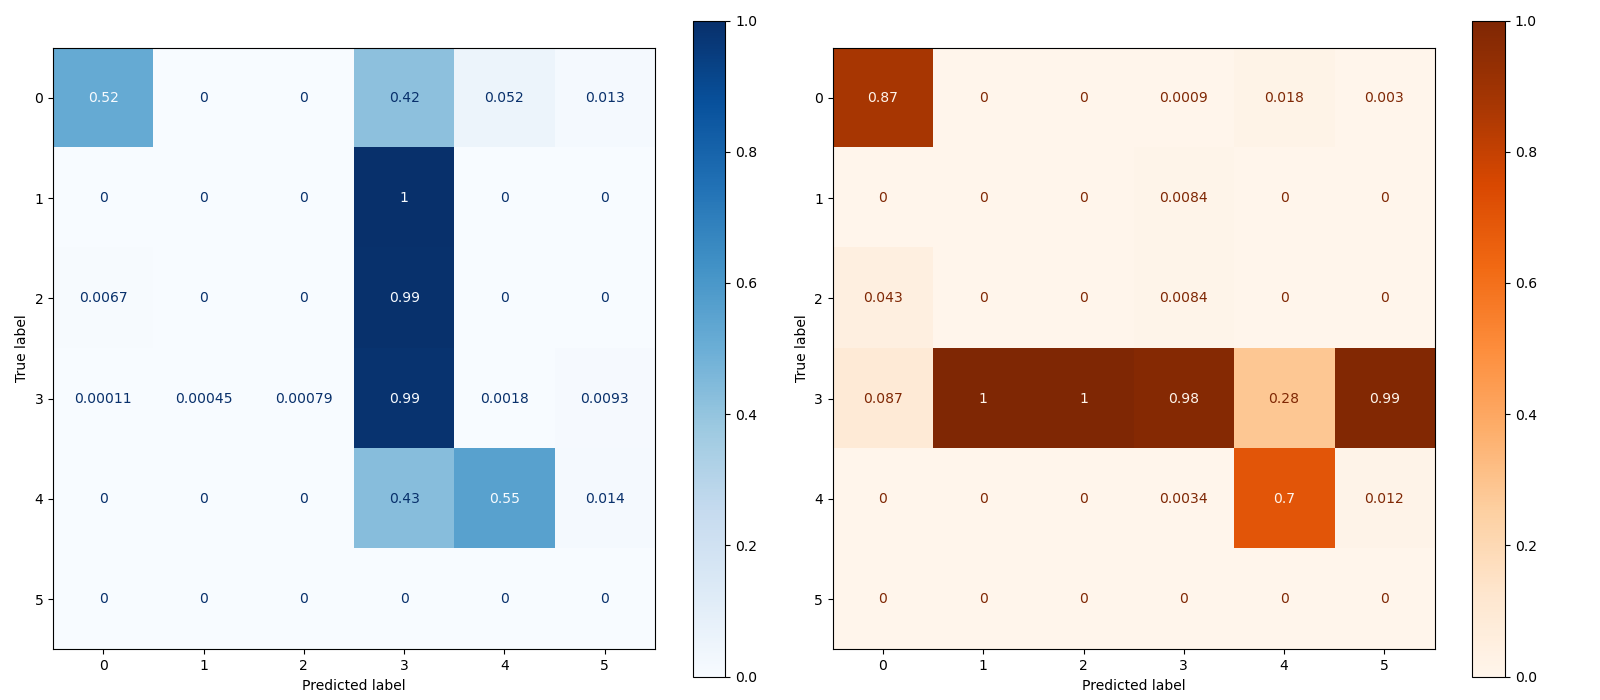 1.0
0.8
0.6
0.4
0.2
0.0
True label
0 0.52 0 0 0.42 0.052 0.013
1 0 0 0 1 0 0
2 0.0067 0 0 0.99 0 0
3 0.00011 0.00045 0.00079 0.99 0.0018 0.0093
4 0 0 0 0.43 0.55 0.014
5 0 0 0 0 0 0
0 1 2 3 4 5
Predicted label
1.0
0.8
0.6
0.4
0.2
0.0
True label
0 0.87 0 0 0.0009 0.018 0.003
1 0 0 0 0.0084 0 0
2 0.043 0 0 0.0084 0 0
3 0.087 1 1 0.98 0.28 0.99
4 0 0 0 0.0034 0.7 0.012
5 0 0 0 0 0 0
0 1 2 3 4 5
Predicted label